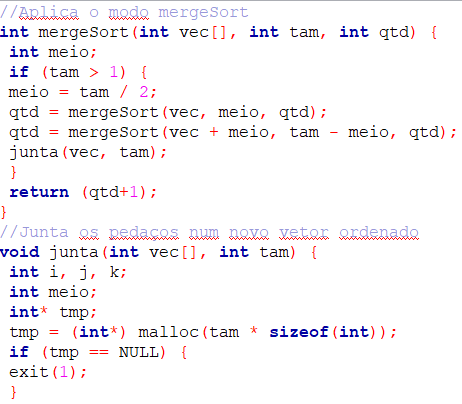 //Aplica o modo mergeSort
int mergeSort(int vec[], int tam, int qtd) {
 int meio;
 if (tam > 1) {
 meio = tam / 2;
 qtd = mergeSort(vec, meio, qtd);
 qtd = mergeSort(vec + meio, tam - meio, qtd);
 junta(vec, tam);
 }
 return (qtd+1);
}
//Junta os pedaços num novo vetor ordenado
void junta(int vec[], int tam) {
 int i, j, k;
 int meio;
 int* tmp;
 tmp = (int*) malloc(tam * sizeof(int));
 if (tmp == NULL) {
 exit(1);
 }